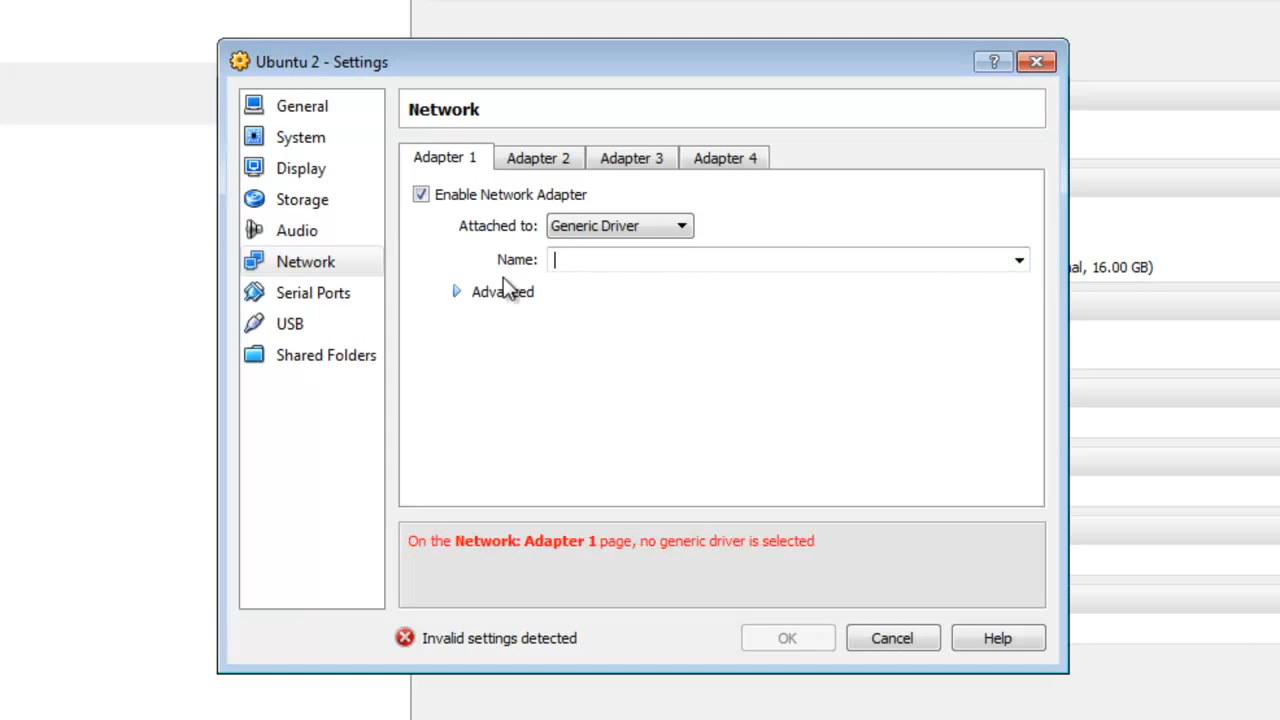 Ubuntu 2 - Settings
?
General
System
Display
Storage
Audio
Network
Serial Ports
USB
Shared Folders
Network
Adapter 1
Adapter 2
Adapter 3
Adapter 4
Enable Network Adapter
Attached to: Generic Driver
Name:
Advanced
al, 16.00 GB)
On the Network: Adapter 1 page, no generic driver is selected
Invalid settings detected
OK
Cancel
Help